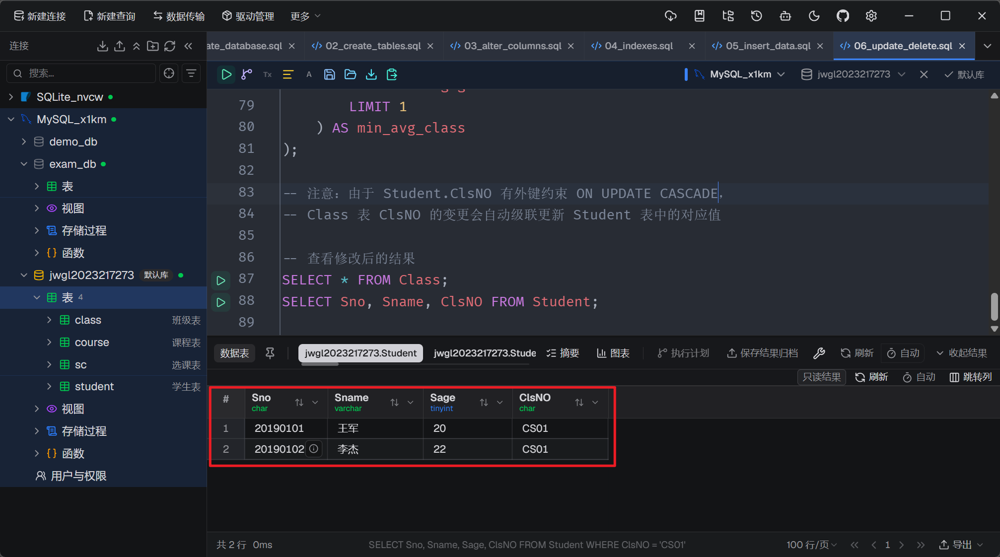 新建连接 新建查询 数据传输 驱动管理 更多
连接
ate_database.sql 02_create_tables.sql 03_alter_columns.sql 04_indexes.sql 05_insert_data.sql 06_update_delete.sql
搜索...
Tx A MySQL_x1km jwgl2023217273 默认库
SQLite_nvcw
MySQL_x1km
demo_db
exam_db
表
视图
存储过程
函数
jwgl2023217273 默认库
表 4
class 班级表
course 课程表
sc 选课表
student 学生表
视图
存储过程
函数
用户与权限
79 LIMIT 1
80 ) AS min_avg_class
81 );
82
83 -- 注意：由于 Student.ClsNO 有外键约束 ON UPDATE CASCADE，
84 -- Class 表 ClsNO 的变更会自动级联更新 Student 表中的对应值
85
86 -- 查看修改后的结果
87 SELECT * FROM Class;
88 SELECT Sno, Sname, ClsNO FROM Student;
89
数据表 jwgl2023217273.Student jwgl2023217273.Stude 摘要 图表 执行计划 保存结果归档 刷新 自动 收起结果
只读结果 刷新 自动 跳转列
# Sno Sname Sage ClsNO
char varchar tinyint char
1 20190101 王军 20 CS01
2 20190102 李杰 22 CS01
共 2 行 0ms SELECT Sno, Sname, Sage, ClsNO FROM Student WHERE ClsNO = 'CS01' 100 行/页 1 导出